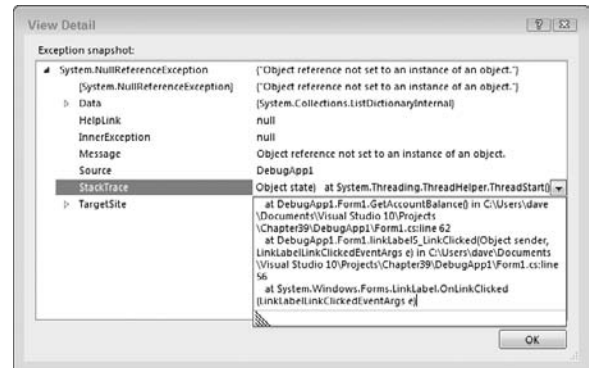 View Detail
Exception snapshot:
System.NullReferenceException {"Object reference not set to an instance of an object."}
[System.NullReferenceException] {"Object reference not set to an instance of an object."}
Data {System.Collections.ListDictionaryInternal}
HelpLink null
InnerException null
Message Object reference not set to an instance of an object.
Source DebugApp1
StackTrace Object state) at System.Threading.ThreadHelper.ThreadStart()
TargetSite
at DebugApp1.Form1.GetAccountBalance() in C:\Users\dave
\Documents\Visual Studio 10\Projects
\Chapter39\DebugApp1\Form1.cs:line 62
at DebugApp1.Form1.linkLabel5_LinkClicked(Object sender,
LinkLabelLinkClickedEventArgs e) in C:\Users\dave\Documents
\Visual Studio 10\Projects\Chapter39\DebugApp1\Form1.cs:line
56
at System.Windows.Forms.LinkLabel.OnLinkClicked
(LinkLabelLinkClickedEventArgs e)
OK